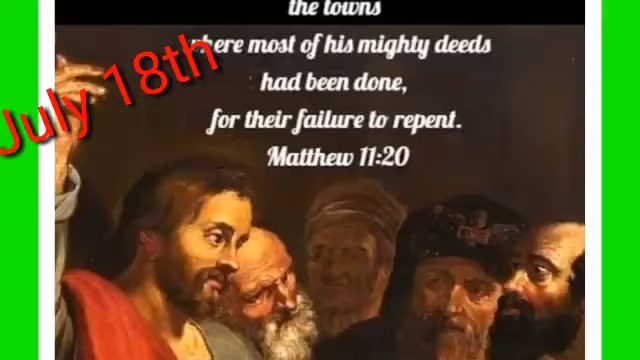 the towns
where most of his mighty deeds
had been done,
for their failure to repent.
Matthew 11:20
July 18th